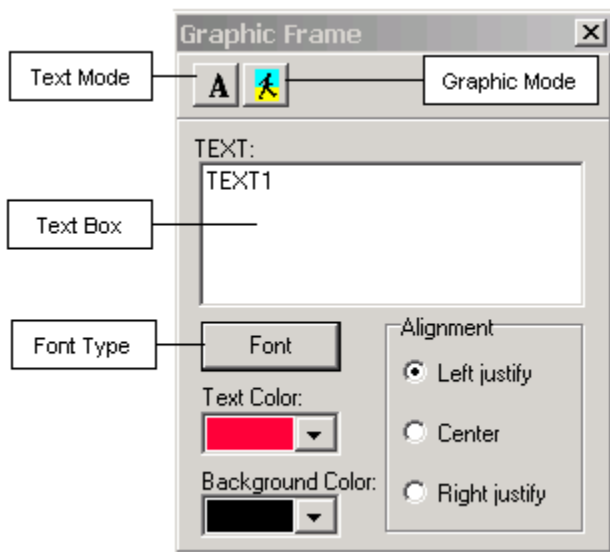 Graphic Frame
Text Mode
A
Graphic Mode
TEXT:
TEXT1
Text Box
Font Type
Font
Alignment
Left justify
Text Color:
Center
Background Color:
Right justify